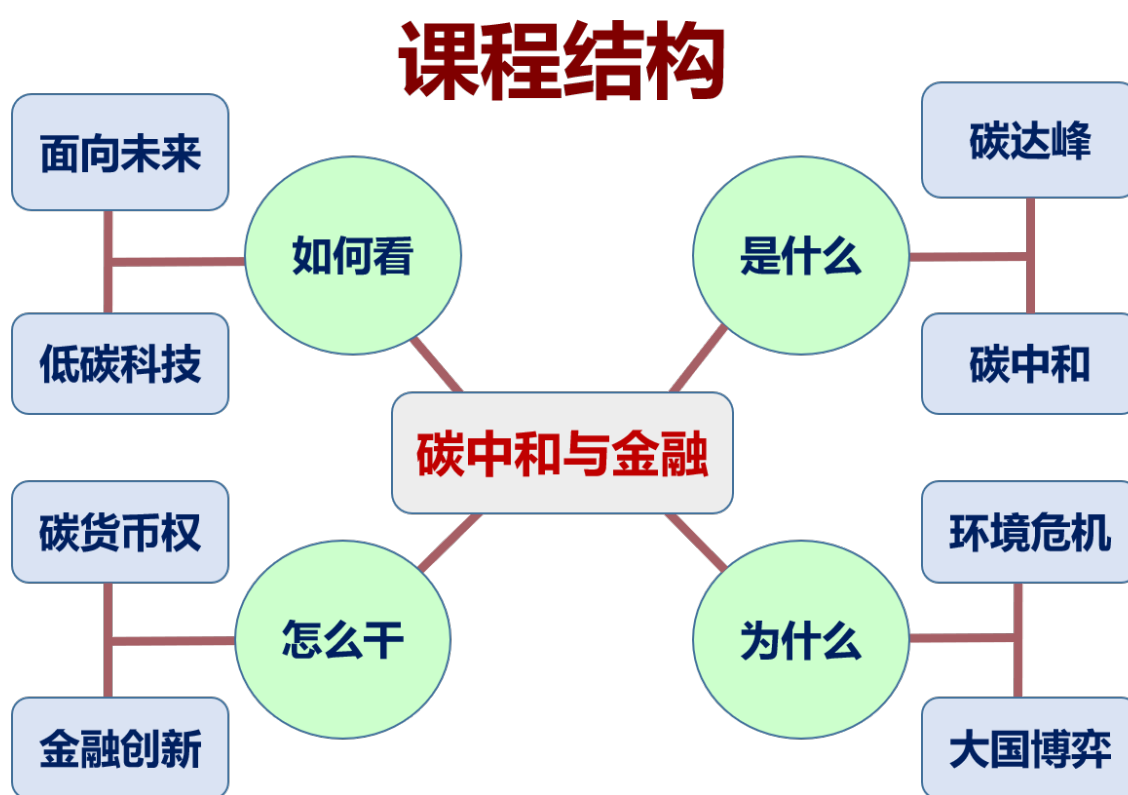 课程结构
面向未来
碳达峰
如何看
是什么
低碳科技
碳中和
碳中和与金融
碳货币权
环境危机
怎么干
为什么
金融创新
大国博弈